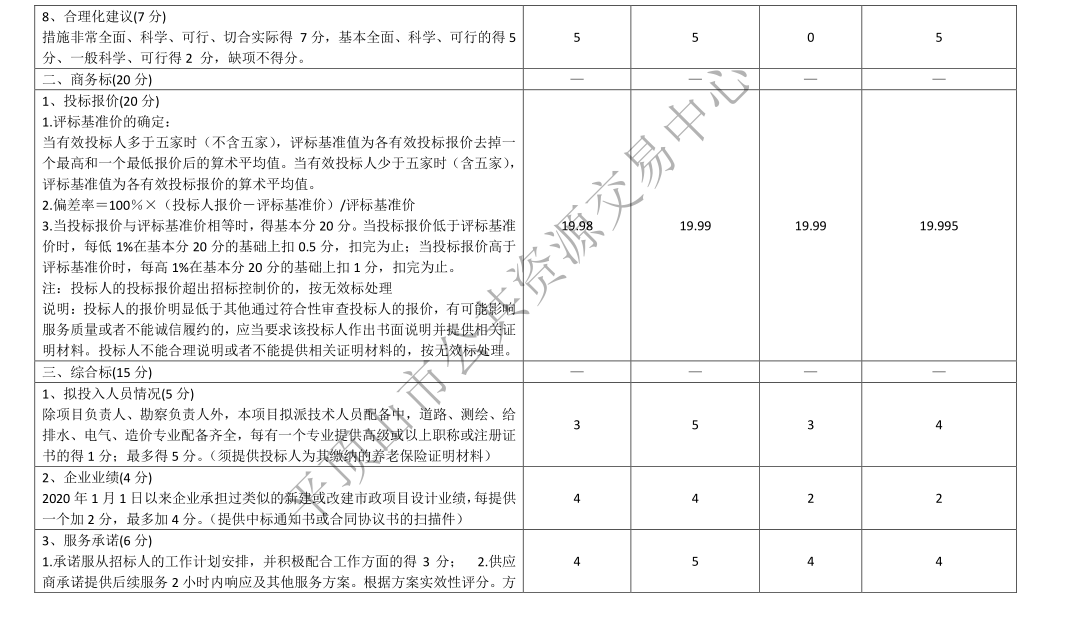 8、合理化建议(7 分)
措施非常全面、科学、可行、切合实际得 7 分，基本全面、科学、可行的得 5
分、一般科学、可行得 2 分，缺项不得分。
5 5 0 5
二、商务标(20 分) — — — —
1、投标报价(20 分)
1.评标基准价的确定：
当有效投标人多于五家时（不含五家），评标基准值为各有效投标报价去掉一
个最高和一个最低报价后的算术平均值。当有效投标人少于五家时（含五家），
评标基准值为各有效投标报价的算术平均值。
2.偏差率＝100％×（投标人报价－评标基准价）/评标基准价
3.当投标报价与评标基准价相等时，得基本分 20 分。当投标报价低于评标基准
价时，每低 1%在基本分 20 分的基础上扣 0.5 分，扣完为止；当投标报价高于
评标基准价时，每高 1%在基本分 20 分的基础上扣 1 分，扣完为止。
注：投标人的投标报价超出招标控制价的，按无效标处理
说明：投标人的报价明显低于其他通过符合性审查投标人的报价，有可能影响
服务质量或者不能诚信履约的，应当要求该投标人作出书面说明并提供相关证
明材料。投标人不能合理说明或者不能提供相关证明材料的，按无效标处理。
19.98 19.99 19.99 19.995
三、综合标(15 分) — — — —
1、拟投入人员情况(5 分)
除项目负责人、勘察负责人外，本项目拟派技术人员配备中，道路、测绘、给
排水、电气、造价专业配备齐全，每有一个专业提供高级或以上职称或注册证
书的得 1 分；最多得 5 分。（须提供投标人为其缴纳的养老保险证明材料）
3 5 3 4
2、企业业绩(4 分)
2020 年 1 月 1 日以来企业承担过类似的新建或改建市政项目设计业绩，每提供
一个加 2 分，最多加 4 分。（提供中标通知书或合同协议书的扫描件）
4 4 2 2
3、服务承诺(6 分)
1.承诺服从招标人的工作计划安排，并积极配合工作方面的得 3 分； 2.供应
商承诺提供后续服务 2 小时内响应及其他服务方案。根据方案实效性评分。方
4 5 4 4
平顶山市公共资源交易中心